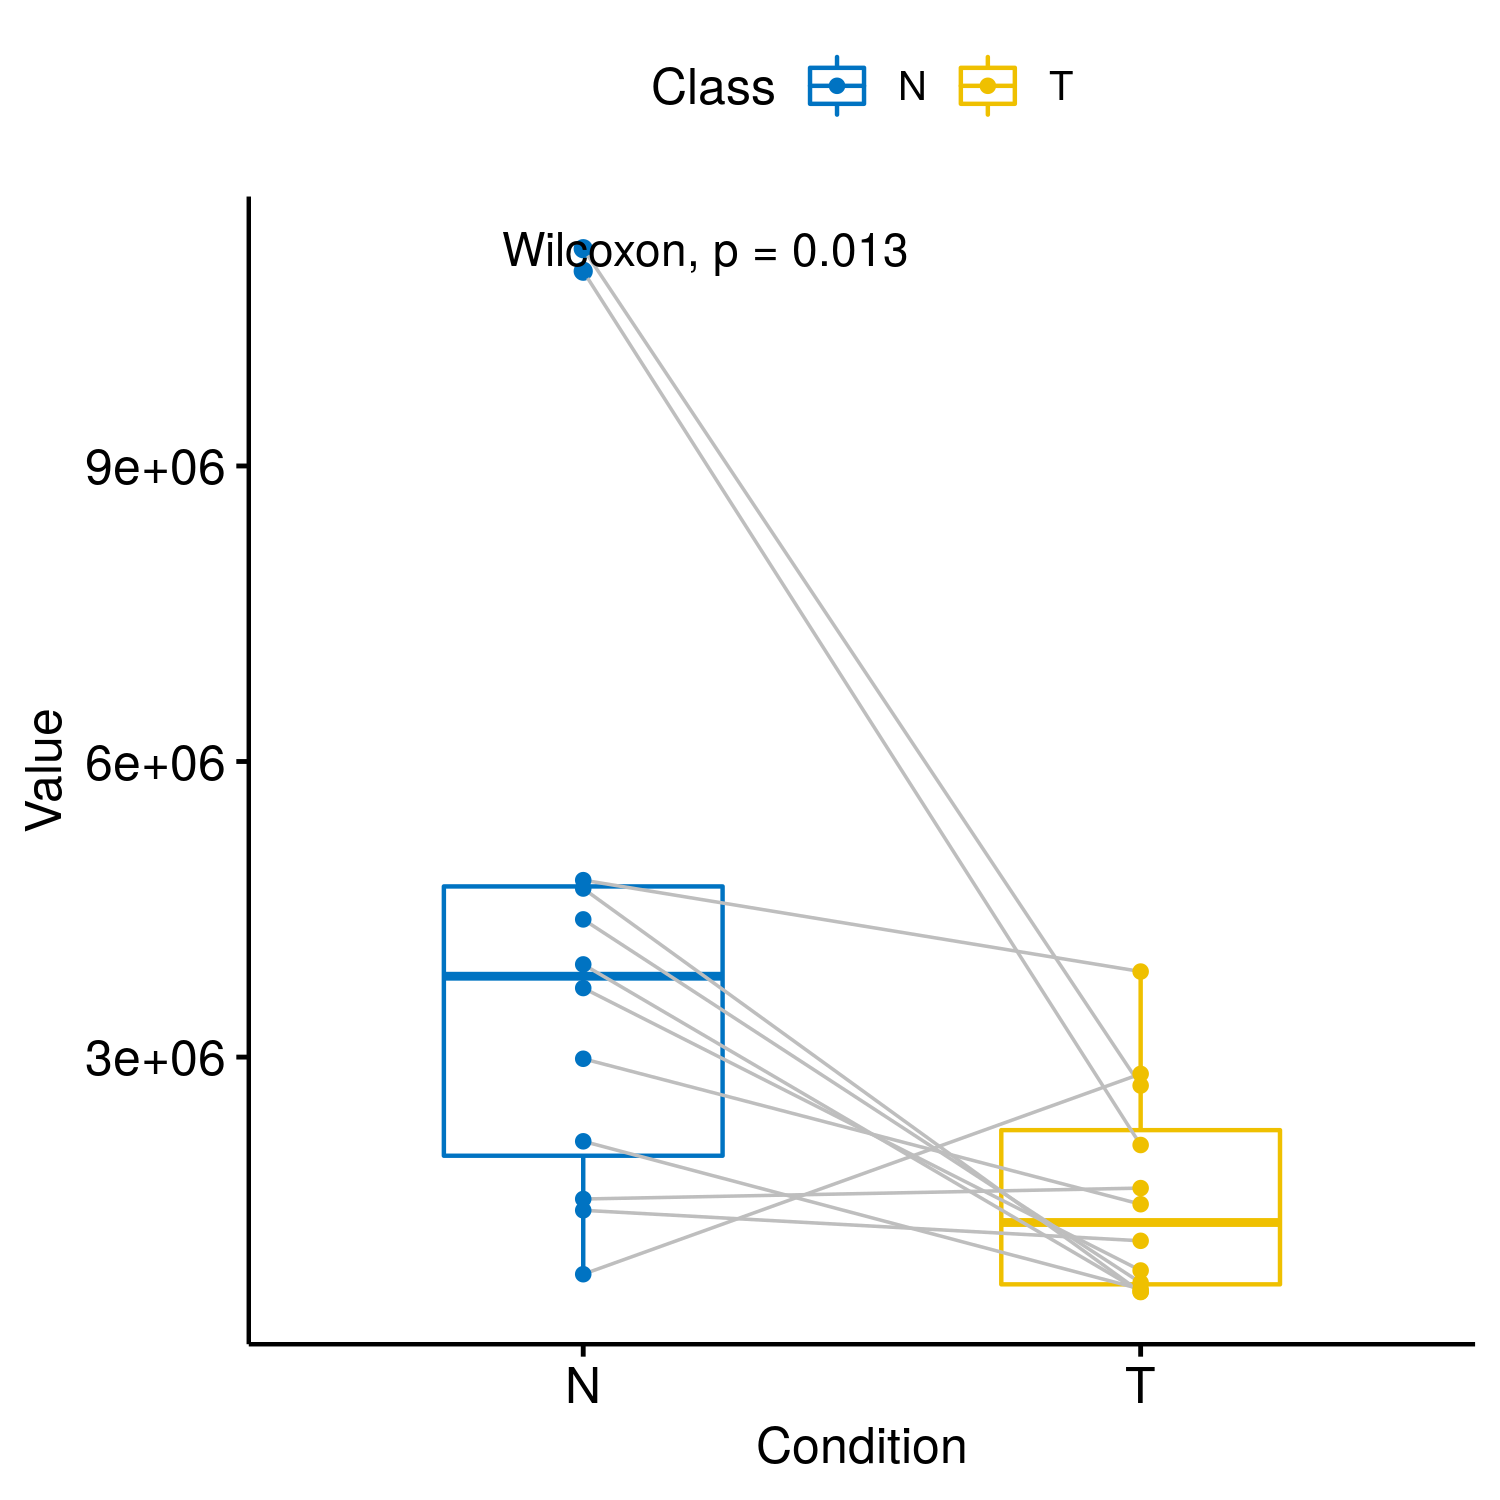 Class N T
Wilcoxon, p = 0.013
9e+06
6e+06
3e+06
Value
N T
Condition